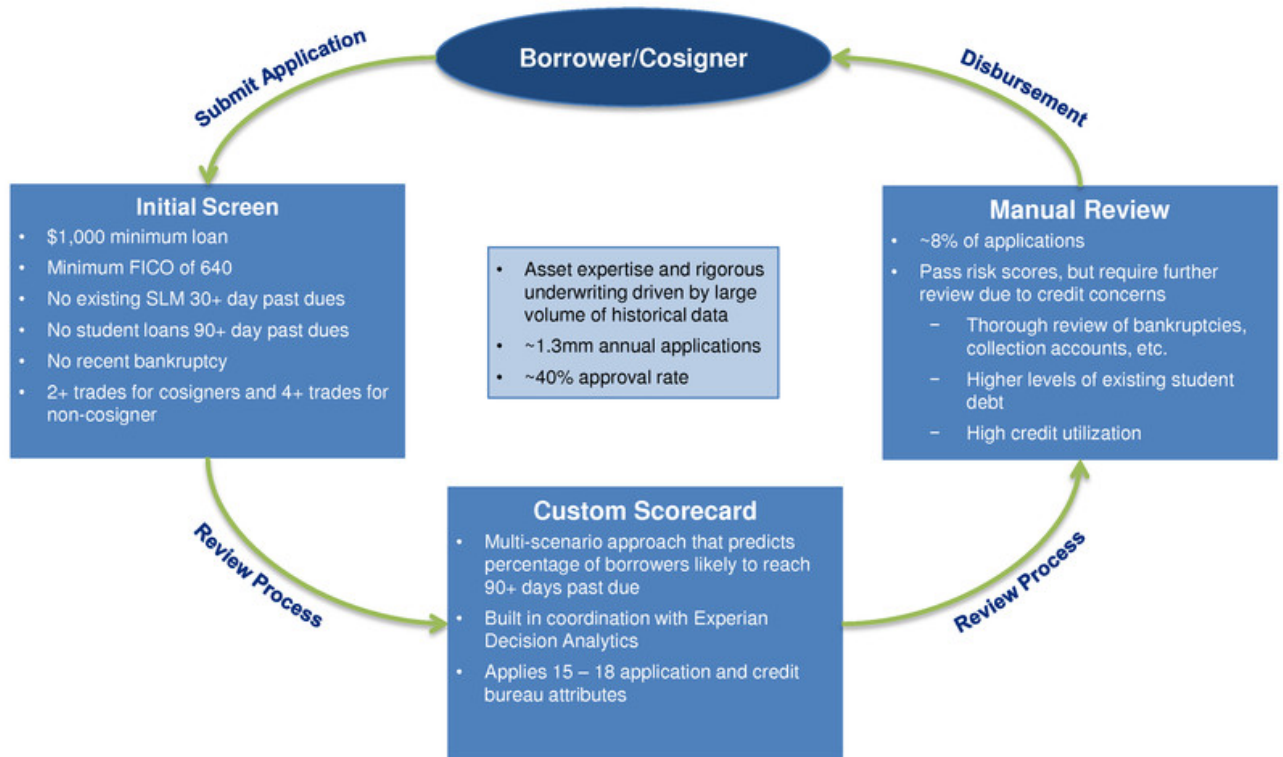 Borrower/Cosigner
Submit Application
Disbursement
Initial Screen
• $1,000 minimum loan
• Minimum FICO of 640
• No existing SLM 30+ day past dues
• No student loans 90+ day past dues
• No recent bankruptcy
• 2+ trades for cosigners and 4+ trades for
non-cosigner
• Asset expertise and rigorous
underwriting driven by large
volume of historical data
• ~1.3mm annual applications
• ~40% approval rate
Manual Review
• ~8% of applications
• Pass risk scores, but require further
review due to credit concerns
− Thorough review of bankruptcies,
collection accounts, etc.
− Higher levels of existing student
debt
− High credit utilization
Review Process
Custom Scorecard
• Multi-scenario approach that predicts
percentage of borrowers likely to reach
90+ days past due
• Built in coordination with Experian
Decision Analytics
• Applies 15 – 18 application and credit
bureau attributes
Review Process